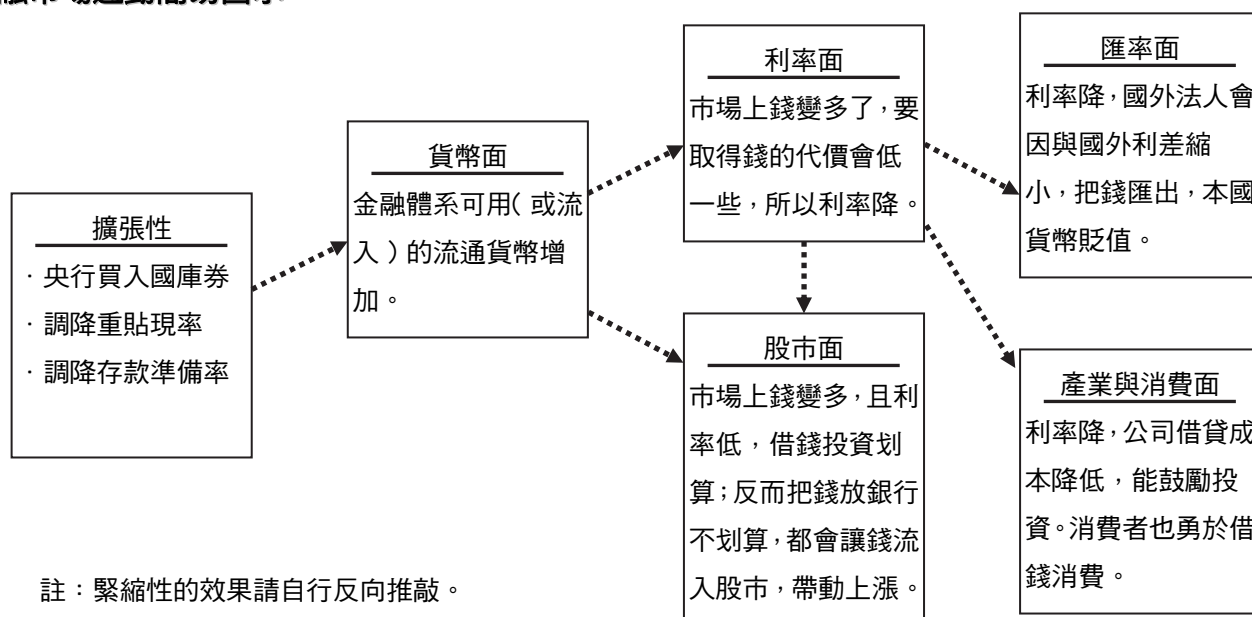 擴張性
·央行買入國庫券
·調降重貼現率
·調降存款準備率
貨幣面
金融體系可用(或流
入)的流通貨幣增
加。
利率面
市場上錢變多了,要
取得錢的代價會低
一些,所以利率降。
股市面
市場上錢變多,且利
率低,借錢投資划
算;反而把錢放銀行
不划算,都會讓錢流
入股市,帶動上漲。
匯率面
利率降,國外法人會
因與國外利差縮
小,把錢匯出,本國
貨幣貶值。
產業與消費面
利率降,公司借貸成
本降低,能鼓勵投
資。消費者也勇於借
錢消費。
註:緊縮性的效果請自行反向推敲。